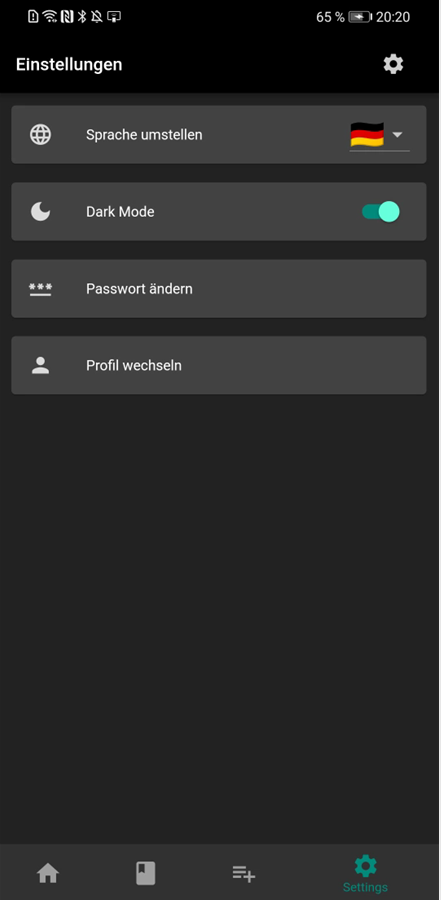 65 % 20:20
Einstellungen
Sprache umstellen
Dark Mode
Passwort ändern
Profil wechseln
Settings